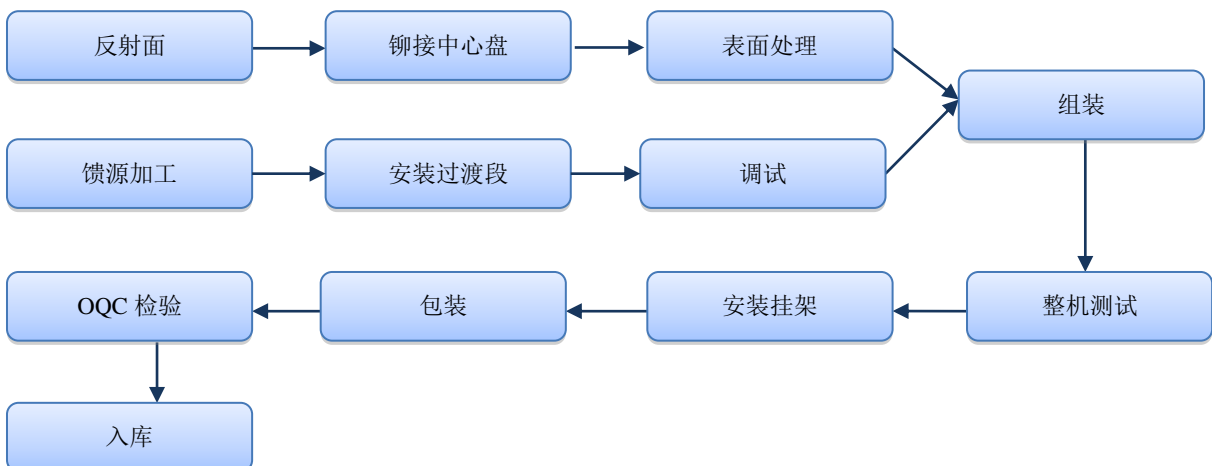 反射面
铆接中心盘
表面处理
组装
馈源加工
安装过渡段
调试
OQC 检验
包装
安装挂架
整机测试
入库